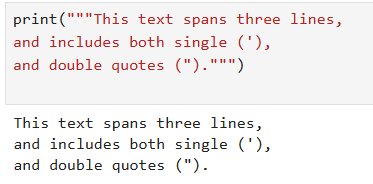 print("""This text spans three lines,
and includes both single ('),
and double quotes (").""")
This text spans three lines,
and includes both single ('),
and double quotes (").